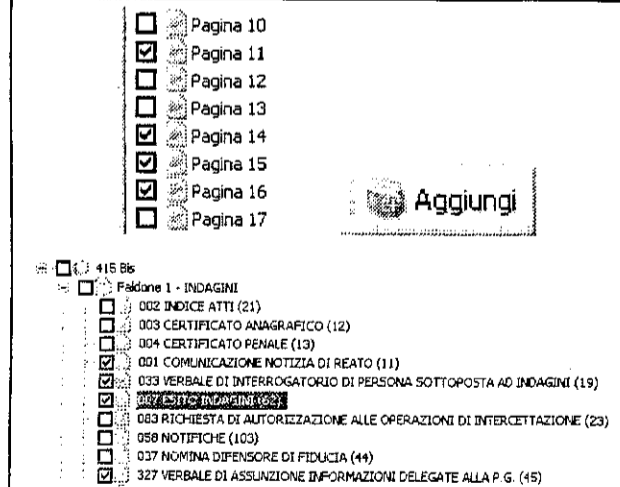 Pagina 10
Pagina 11
Pagina 12
Pagina 13
Pagina 14
Pagina 15
Pagina 16
Pagina 17
Aggiungi
415 Bis
Faldone 1 - INDAGINI
002 INDICE ATTI (21)
003 CERTIFICATO ANAGRAFICO (12)
004 CERTIFICATO PENALE (13)
001 COMUNICAZIONE NOTIZIA DI REATO (11)
033 VERBALE DI INTERROGATORIO DI PERSONA SOTTOPOSTA AD INDAGINI (19)
007 ESITO INDAGINI (62)
083 RICHIESTA DI AUTORIZZAZIONE ALLE OPERAZIONI DI INTERCETTAZIONE (23)
058 NOTIFICHE (103)
037 NOMINA DIFENSORE DI FIDUCIA (44)
327 VERBALE DI ASSUNZIONE INFORMAZIONI DELEGATE ALLA P.G. (45)